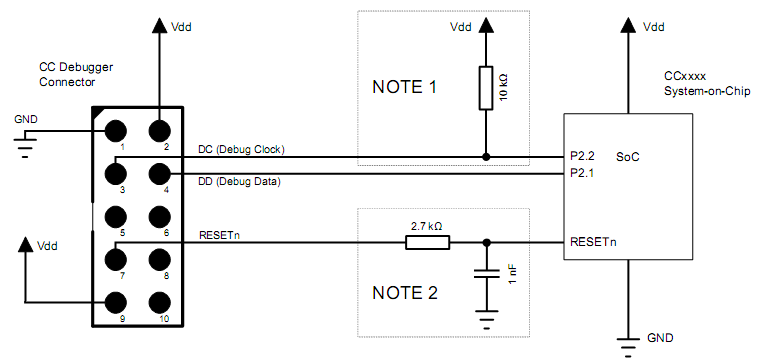 Vdd
Vdd
Vdd
CC Debugger
Connector
NOTE 1
10 kΩ
CCxxxx
System-on-Chip
GND
1
2
DC (Debug Clock)
P2.2
SoC
3
4
DD (Debug Data)
P2.1
5
6
RESETn
2.7 kΩ
RESETn
Vdd
7
8
NOTE 2
1 nF
9
10
GND